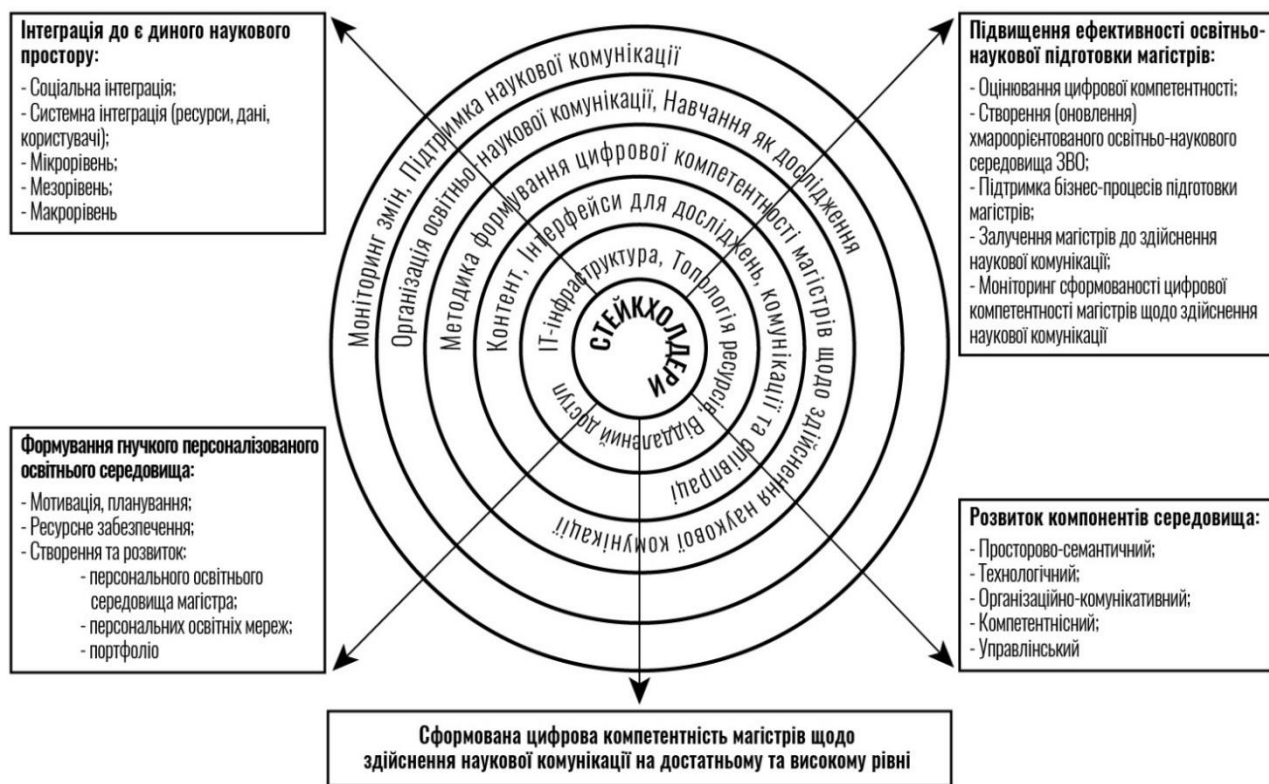 Інтеграція до є диного наукового
простору:
- Соціальна інтеграція;
- Системна інтеграція (ресурси, дані,
користувачі);
- Мікрорівень;
- Мезорівень;
- Макрорівень
Підвищення ефективності освітньо-
наукової підготовки магістрів:
- Оцінювання цифрової компетентності;
- Створення (оновлення)
хмароорієнтованого освітньо-наукового
середовища ЗВО;
- Підтримка бізнес-процесів підготовки
магістрів;
- Залучення магістрів до здійснення
наукової комунікації;
- Моніторинг сформованості цифрової
компетентності магістрів щодо здійснення
наукової комунікації
Моніторинг змін, Підтримка наукової комунікації
Організація освітньо-наукової комунікації, Навчання як дослідження
Методика формування цифрової компетентності магістрів щодо здійснення наукової комунікації
Контент, Інтерфейси для досліджень, комунікації та співпраці
ІТ-інфраструктура, Топологія ресурсів, Віддалений доступ
СТЕЙКХОЛДЕРИ
Формування гнучкого персоналізованого
освітнього середовища:
- Мотивація, планування;
- Ресурсне забезпечення;
- Створення та розвиток:
- персонального освітнього
середовища магістра;
- персональних освітніх мереж;
- портфоліо
Розвиток компонентів середовища:
- Просторово-семантичний;
- Технологічний;
- Організаційно-комунікативний;
- Компетентнісний;
- Управлінський
Сформована цифрова компетентність магістрів щодо
здійснення наукової комунікації на достатньому та високому рівні